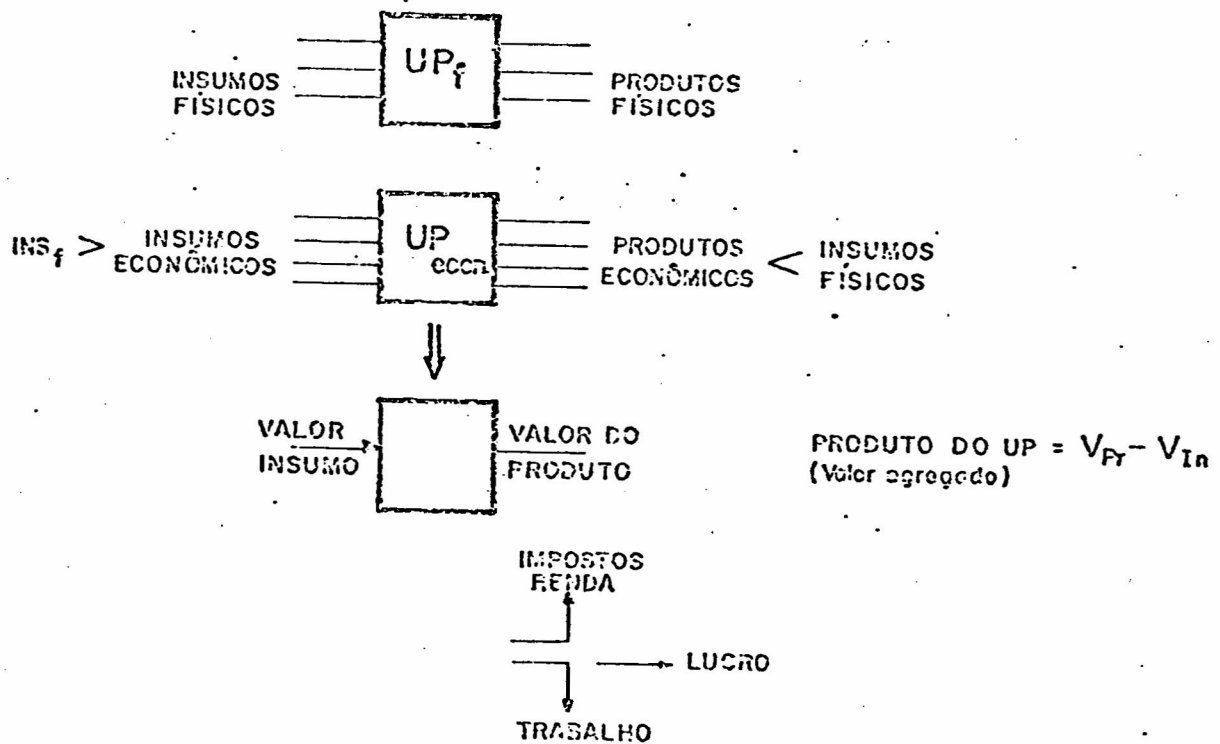 UPf
INSUMOS
FÍSICOS
PRODUTOS
FÍSICOS
INSf >
INSUMOS
ECONÔMICOS
UP econ
PRODUTOS
ECONÔMICOS
<
INSUMOS
FÍSICOS
VALOR
INSUMO
VALOR DO
PRODUTO
PRODUTO DO UP = VPr - VIn
(Valor agregado)
IMPOSTOS
RENDA
LUCRO
TRABALHO